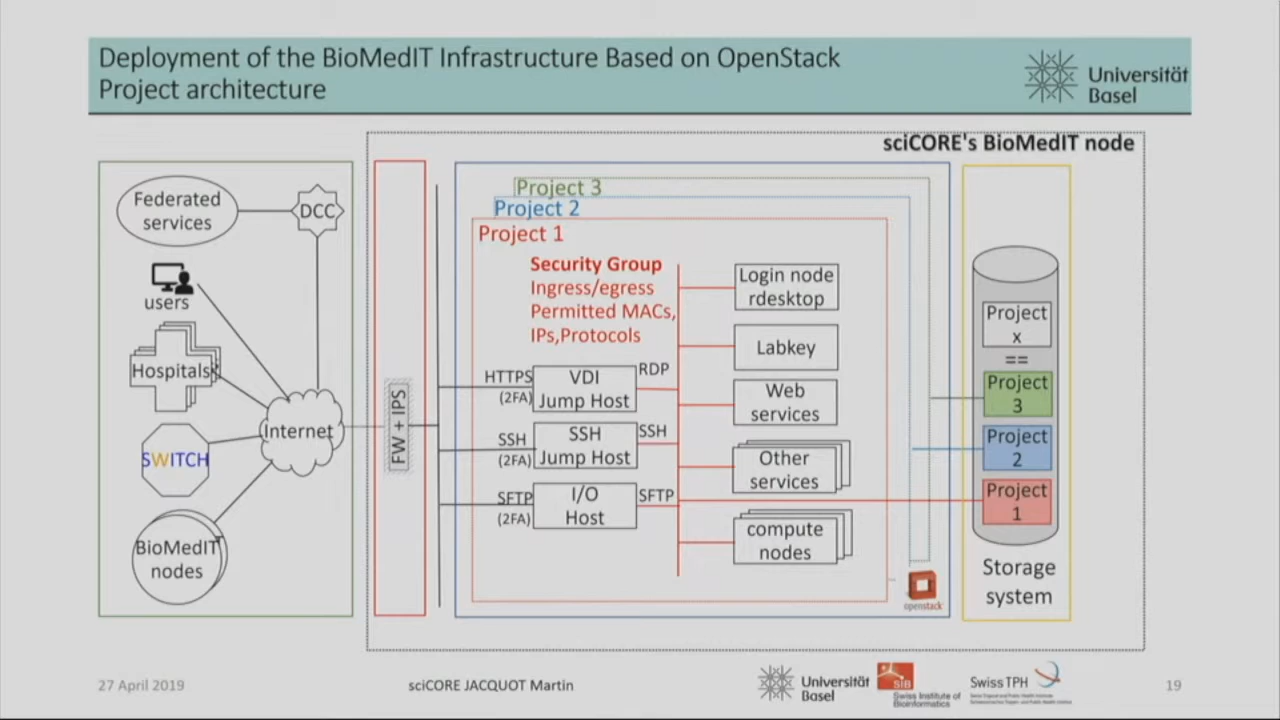 Deployment of the BioMedIT Infrastructure Based on OpenStack
Project architecture
Universität
Basel
sciCORE's BioMedIT node
Federated
services
DCC
users
Hospitals
Internet
SWITCH
BioMedIT
nodes
FW + IPS
Project 3
Project 2
Project 1
Security Group
Ingress/egress
Permitted MACs,
IPs,Protocols
HTTPS
(2FA)
VDI
Jump Host
RDP
SSH
(2FA)
SSH
Jump Host
SSH
SFTP
(2FA)
I/O
Host
SFTP
Login node
rdesktop
Labkey
Web
services
Other
services
compute
nodes
openstack
Project
x
==
Project
3
Project
2
Project
1
Storage
system
27 April 2019
sciCORE JACQUOT Martin
Universität
Basel
SIB
Swiss Institute of
Bioinformatics
Swiss TPH
19